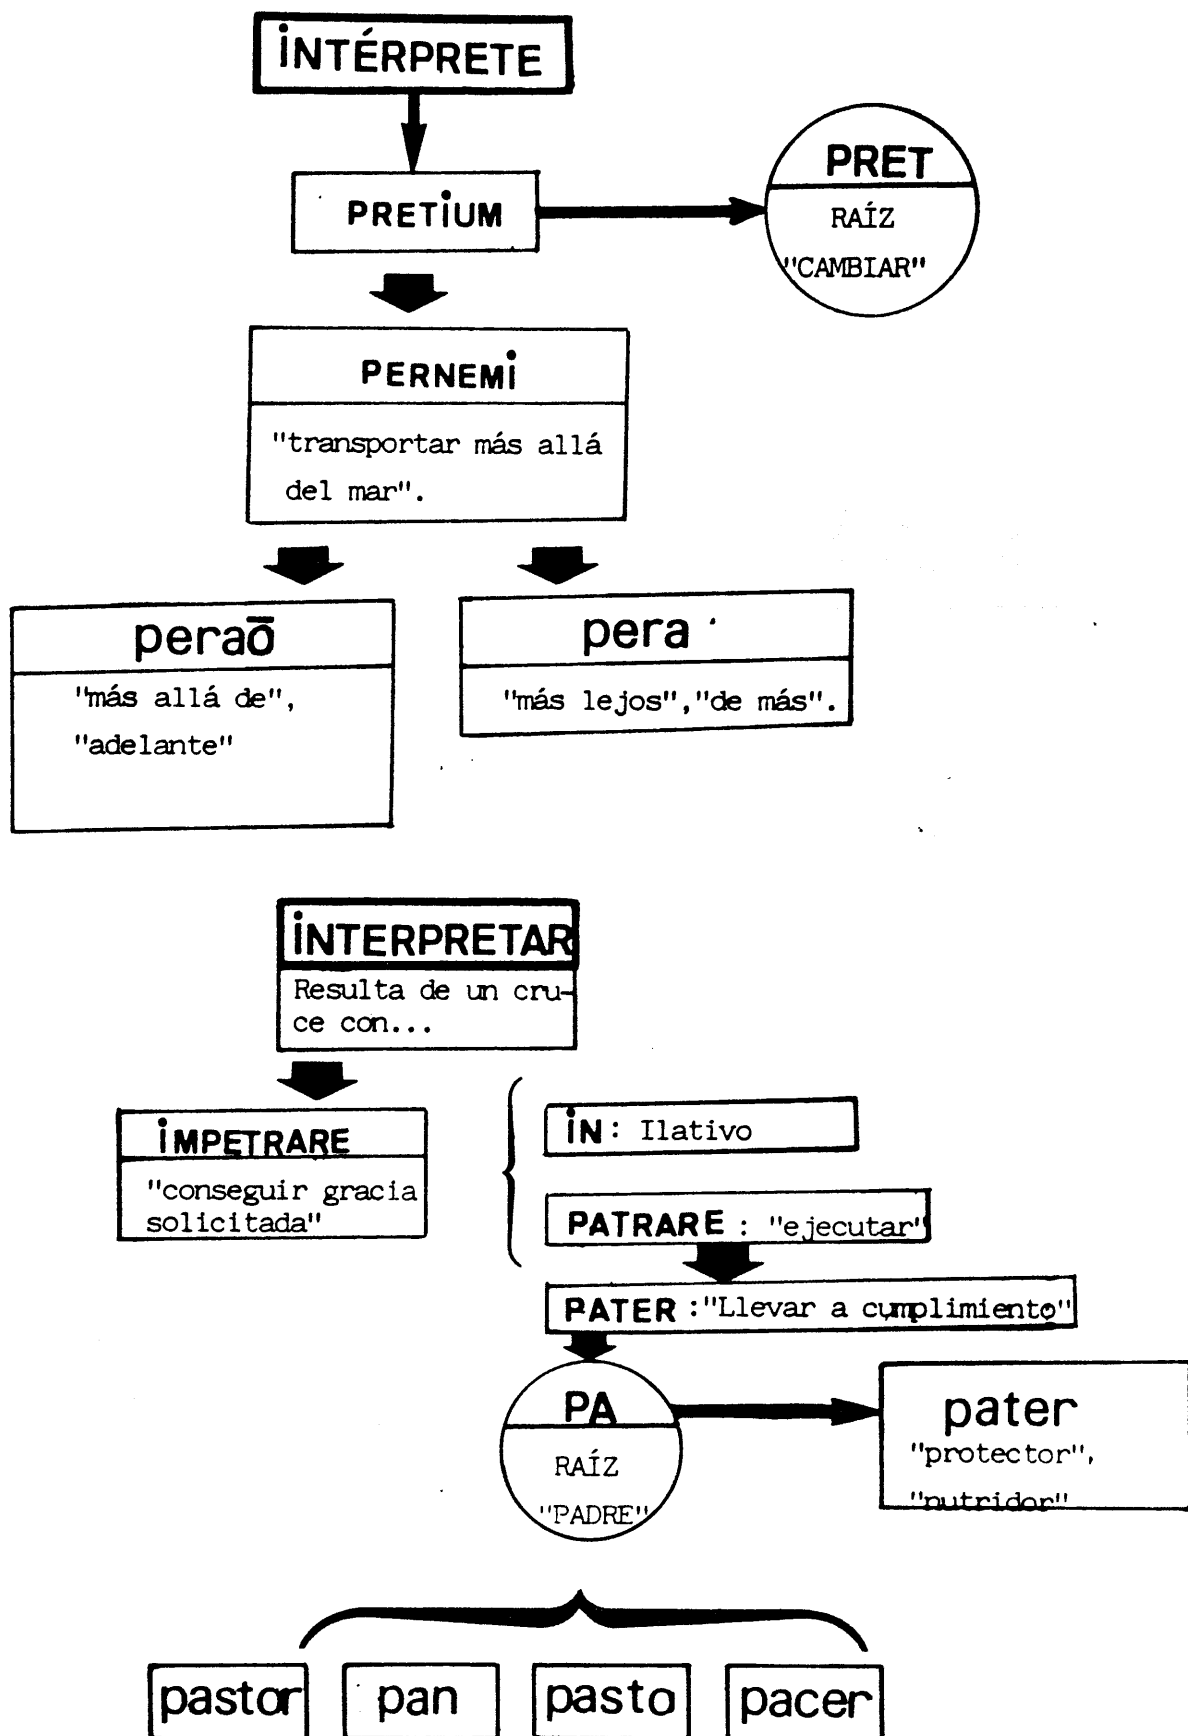 INTÉRPRETE
PRETIUM
PRET
RAÍZ
"CAMBIAR"
PERNEMI
"transportar más allá
del mar".
peraō
"más allá de",
"adelante"
pera
"más lejos","de más".
INTERPRETAR
Resulta de un cru-
ce con...
IMPETRARE
"conseguir gracia
solicitada"
IN: Ilativo
PATRARE : "ejecutar"
PATER :"Llevar a cumplimiento"
PA
RAÍZ
"PADRE"
pater
"protector",
"nutridor"
pastor
pan
pasto
pacer